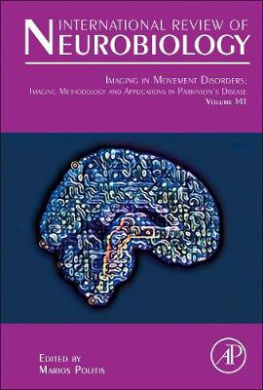 INTERNATIONAL REVIEW OF
NEUROBIOLOGY
IMAGING IN MOVEMENT DISORDERS:
IMAGING METHODOLOGY AND APPLICATIONS IN PARKINSON'S DISEASE
VOLUME 141
EDITED BY
MARIOS POLITIS
AP